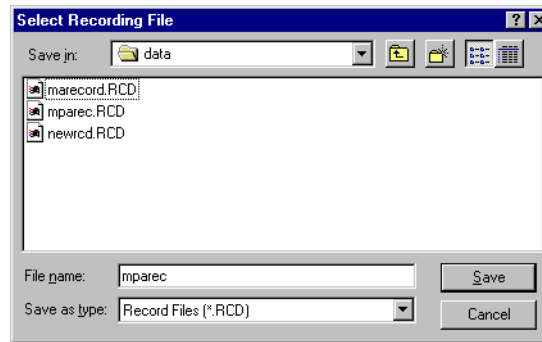 Select Recording File
Save in: data
marecord.RCD
mparec.RCD
newrcd.RCD
File name: mparec Save
Save as type: Record Files (*.RCD) Cancel